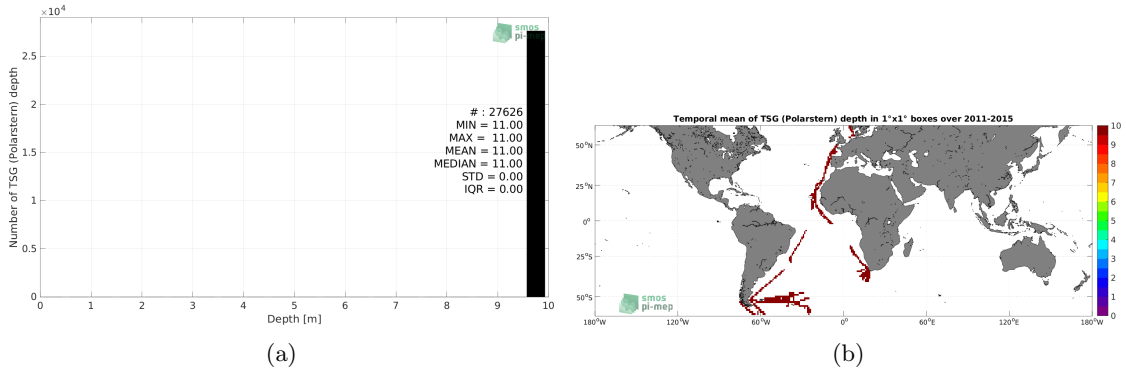 ×10⁴
2.5
2
1.5
1
0.5
0
Number of TSG (Polarstern) depth
smos
pi-mep
# : 27626
MIN = 11.00
MAX = 11.00
MEAN = 11.00
MEDIAN = 11.00
STD = 0.00
IQR = 0.00
0 1 2 3 4 5 6 7 8 9 10
Depth [m]
(a)
Temporal mean of TSG (Polarstern) depth in 1°x1° boxes over 2011-2015
50°N
25°N
0°
25°S
50°S
180°W 120°W 60°W 0° 60°E 120°E 180°E
smos
pi-mep
10
9
8
7
6
5
4
3
2
1
0
(b)